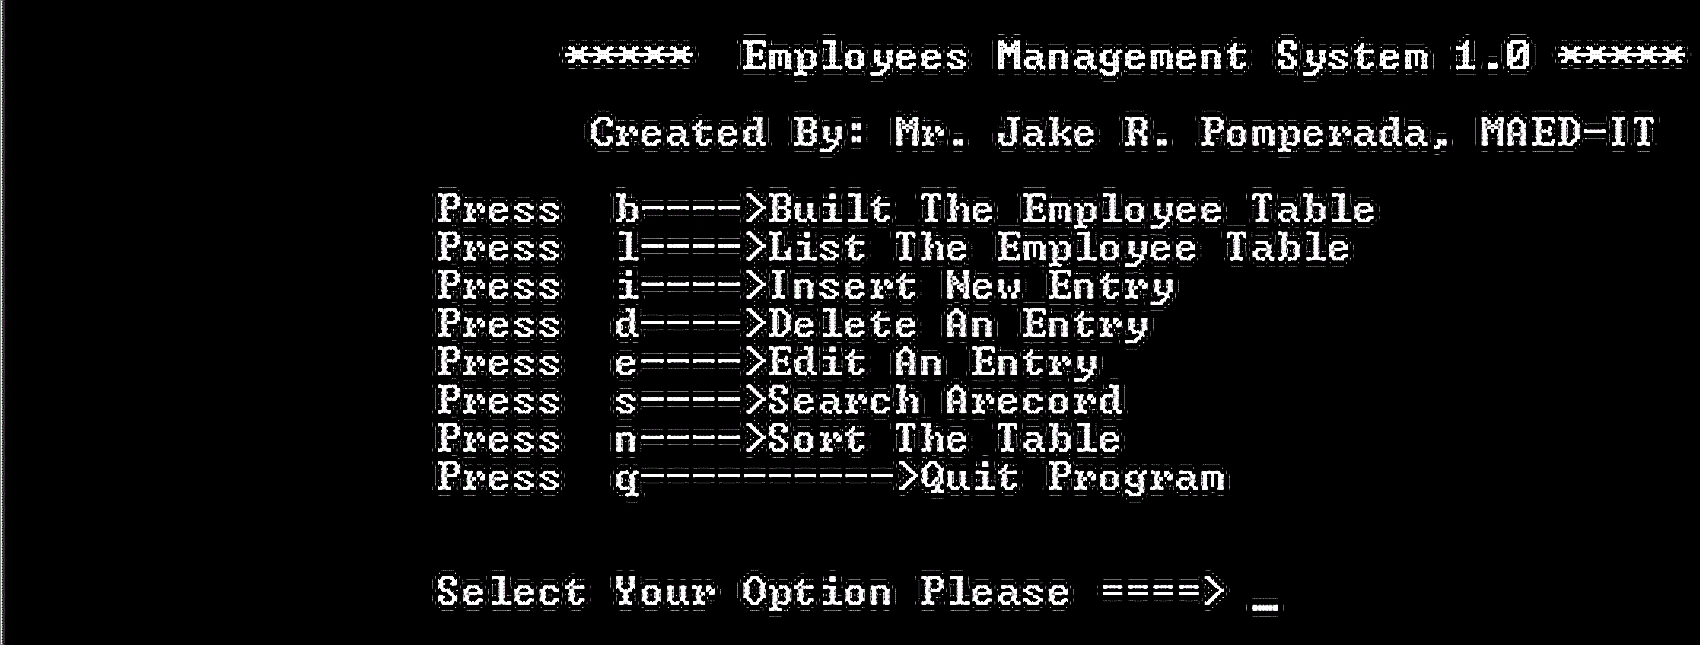 ***** Employees Management System 1.0 *****
Created By: Mr. Jake R. Pomperada, MAED-IT
Press b---->Built The Employee Table
Press l---->List The Employee Table
Press i---->Insert New Entry
Press d---->Delete An Entry
Press e---->Edit An Entry
Press s---->Search Arecord
Press n---->Sort The Table
Press q---------->Quit Program
Select Your Option Please ====> _